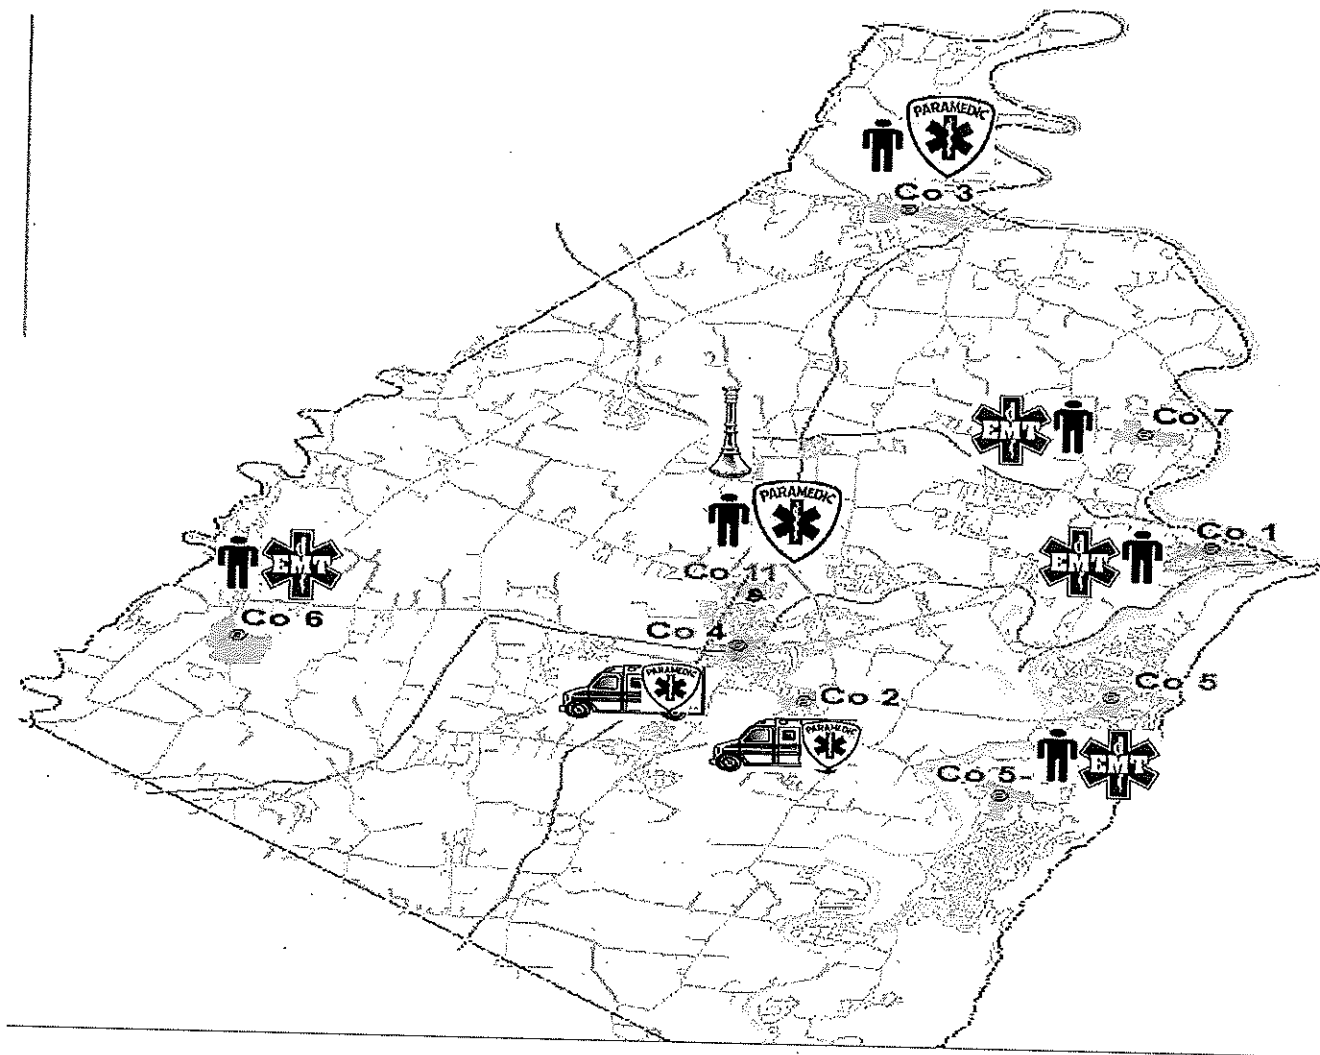 PARAMEDIC
Co 3
EMT
Co 7
PARAMEDIC
EMT
Co 1
EMT
Co 11
Co 6
Co 4
PARAMEDIC
Co 5
Co 2
PARAMEDIC
EMT
Co 5-